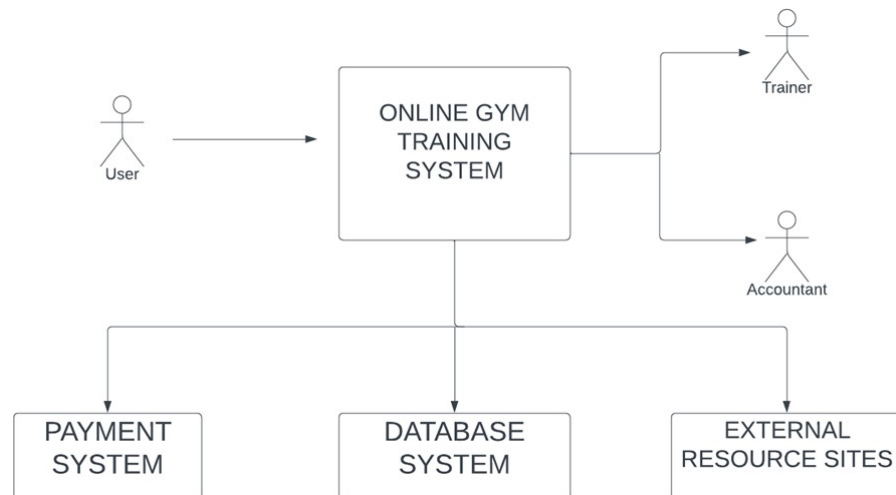 Trainer
ONLINE GYM
TRAINING
SYSTEM
User
Accountant
PAYMENT
SYSTEM
DATABASE
SYSTEM
EXTERNAL
RESOURCE SITES